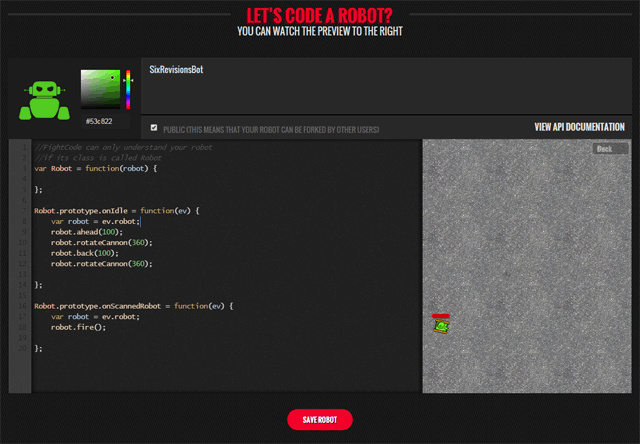 LET'S CODE A ROBOT?
YOU CAN WATCH THE PREVIEW TO THE RIGHT
SixRevisionsBot
#53c822
PUBLIC (THIS MEANS THAT YOUR ROBOT CAN BE FORKED BY OTHER USERS)
VIEW API DOCUMENTATION
1 //FightCode can only understand your robot
2 //if its class is called Robot
3 var Robot = function(robot) {
4
5 };
6
7 Robot.prototype.onIdle = function(ev) {
8 var robot = ev.robot;
9 robot.ahead(100);
10 robot.rotateCannon(360);
11 robot.back(100);
12 robot.rotateCannon(360);
13
14 };
15
16 Robot.prototype.onScannedRobot = function(ev) {
17 var robot = ev.robot;
18 robot.fire();
19
20 };
Duck
SAVE ROBOT